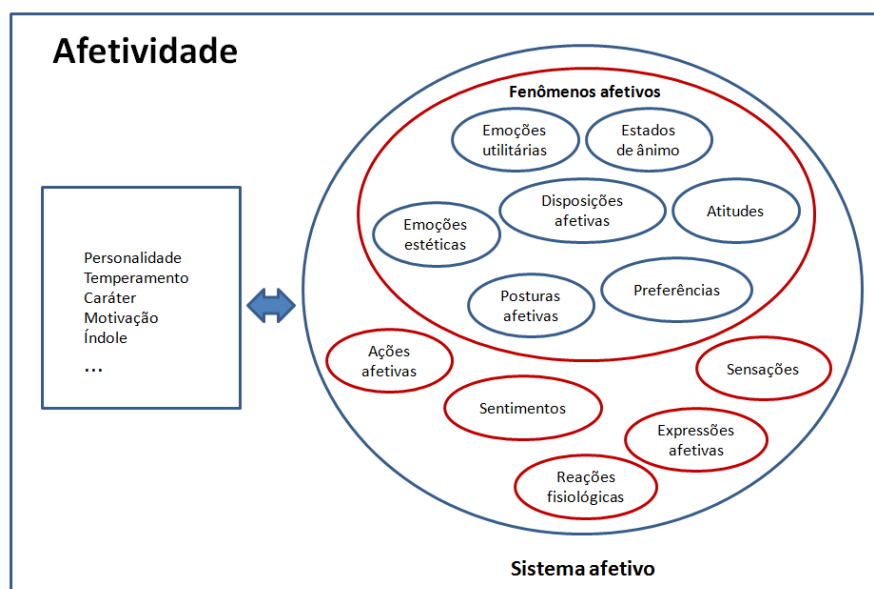 Afetividade
Fenômenos afetivos
Emoções
utilitárias
Estados
de ânimo
Disposições
afetivas
Atitudes
Emoções
estéticas
Posturas
afetivas
Preferências
Personalidade
Temperamento
Caráter
Motivação
Índole
...
Ações
afetivas
Sensações
Sentimentos
Expressões
afetivas
Reações
fisiológicas
Sistema afetivo